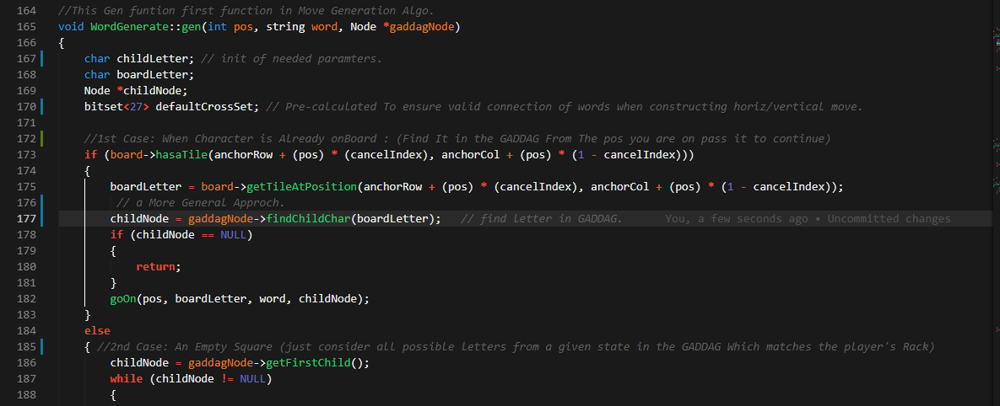 164 //This Gen funtion first function in Move Generation Algo.
165 void WordGenerate::gen(int pos, string word, Node *gaddagNode)
166 {
167 char childLetter; // init of needed paramters.
168 char boardLetter;
169 Node *childNode;
170 bitset<27> defaultCrossSet; // Pre-calculated To ensure valid connection of words when constructing horiz/vertical move.
171
172 //1st Case: When Character is Already onBoard : (Find It in the GADDAG From The pos you are on pass it to continue)
173 if (board->hasaTile(anchorRow + (pos) * (cancelIndex), anchorCol + (pos) * (1 - cancelIndex)))
174 {
175 boardLetter = board->getTileAtPosition(anchorRow + (pos) * (cancelIndex), anchorCol + (pos) * (1 - cancelIndex));
176 // a More General Approch.
177 childNode = gaddagNode->findChildChar(boardLetter); // find letter in GADDAG. You, a few seconds ago • Uncommitted changes
178 if (childNode == NULL)
179 {
180 return;
181 }
182 goOn(pos, boardLetter, word, childNode);
183 }
184 else
185 { //2nd Case: An Empty Square (just consider all possible letters from a given state in the GADDAG Which matches the player's Rack)
186 childNode = gaddagNode->getFirstChild();
187 while (childNode != NULL)
188 {